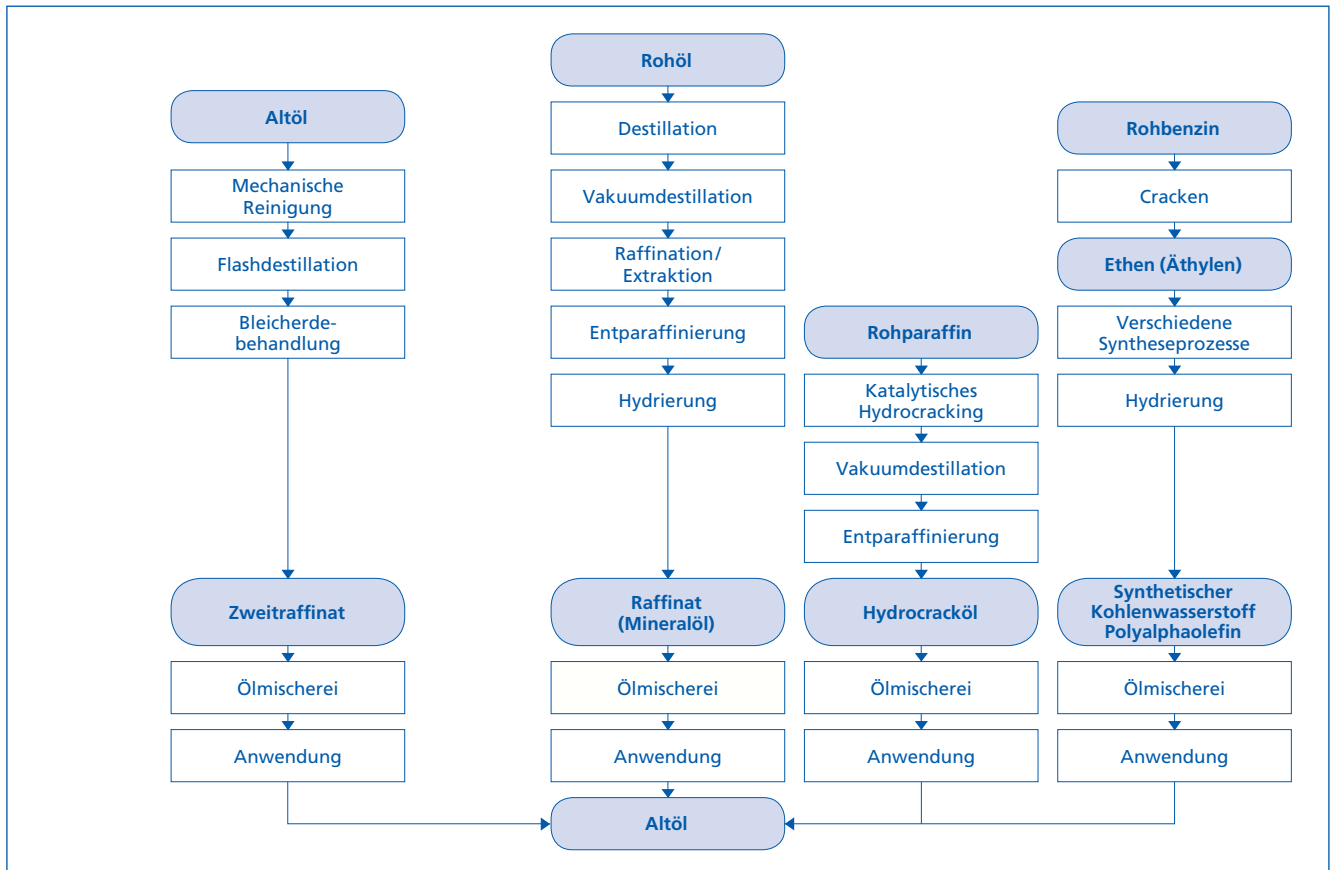 Altöl
Mechanische
Reinigung
Flashdestillation
Bleicherde-
behandlung
Zweitraffinat
Ölmischerei
Anwendung
Rohöl
Destillation
Vakuumdestillation
Raffination/
Extraktion
Entparaffinierung
Hydrierung
Raffinat
(Mineralöl)
Ölmischerei
Anwendung
Altöl
Rohparaffin
Katalytisches
Hydrocracking
Vakuumdestillation
Entparaffinierung
Hydrocracköl
Ölmischerei
Anwendung
Rohbenzin
Cracken
Ethen (Äthylen)
Verschiedene
Syntheseprozesse
Hydrierung
Synthetischer
Kohlenwasserstoff
Polyalphaolefin
Ölmischerei
Anwendung